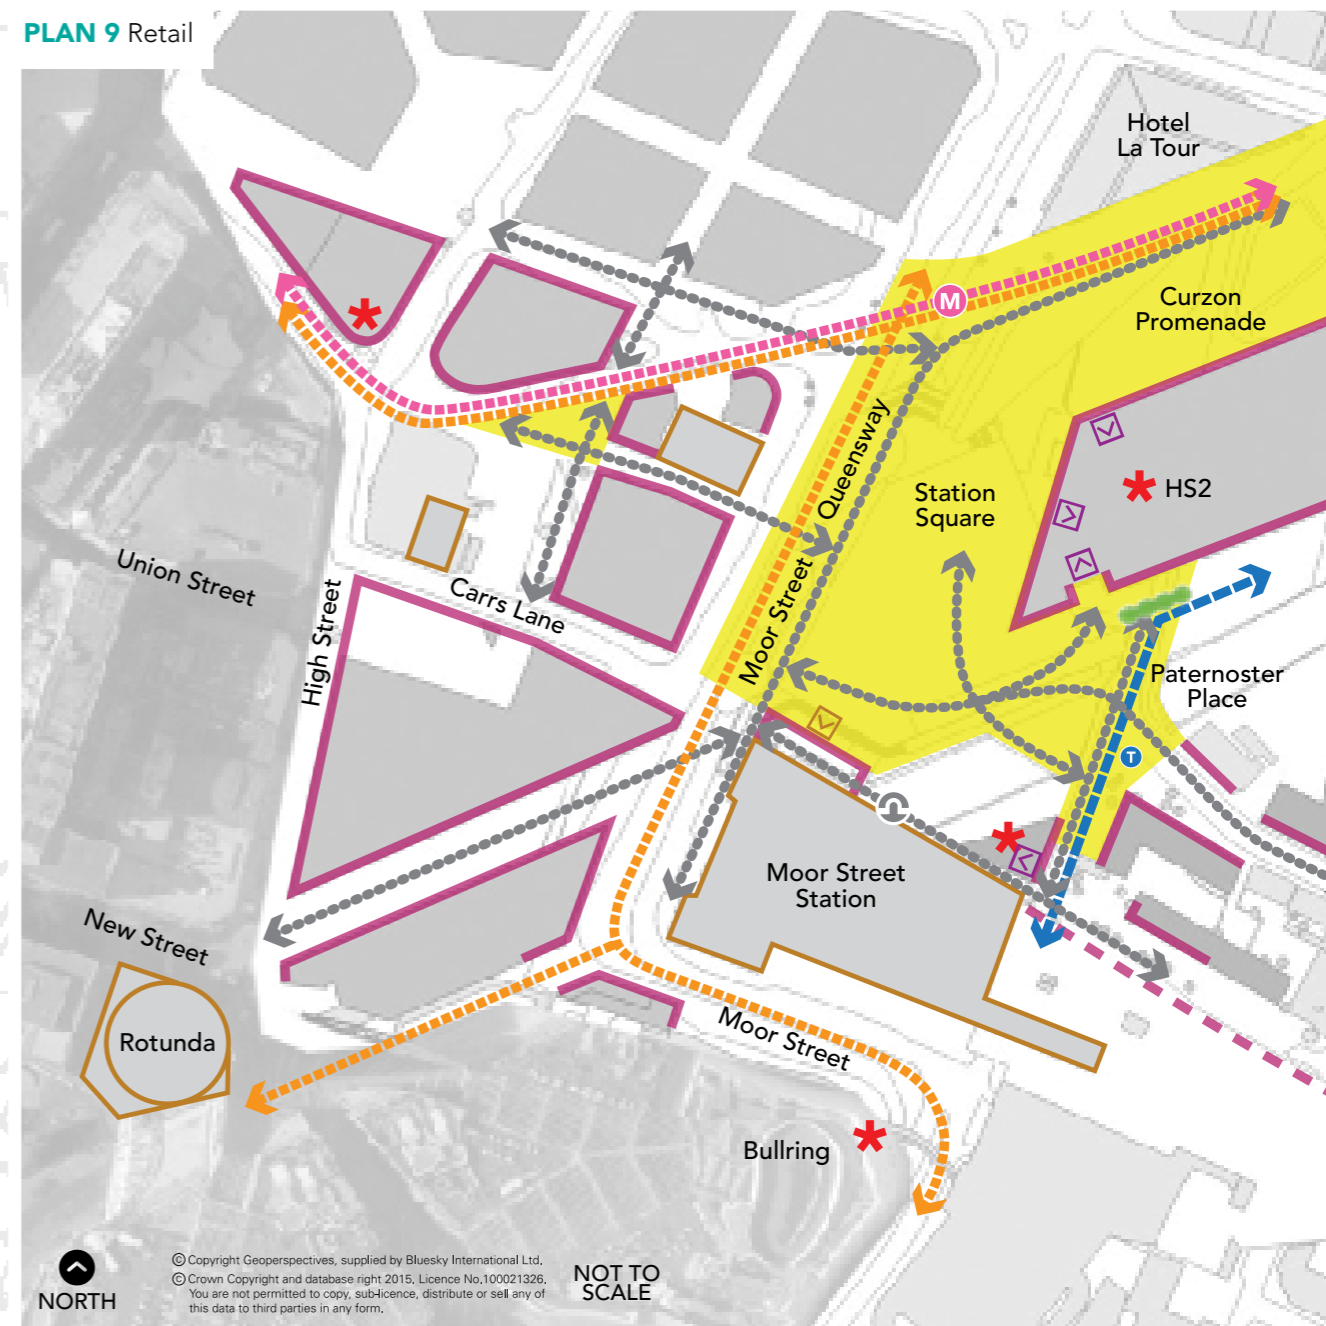 PLAN 9 Retail
Hotel
La Tour
M
Curzon
Promenade
Queensway
Station
Square
HS2
Union Street
High Street
Carrs Lane
Moor Street
Paternoster
Place
T
Moor Street
Station
New Street
Rotunda
Moor Street
Bullring
NORTH
© Copyright Geoperspectives, supplied by Bluesky International Ltd.
© Crown Copyright and database right 2015. Licence No.100021326.
You are not permitted to copy, sub-licence, distribute or sell any of
this data to third parties in any form.
NOT TO
SCALE